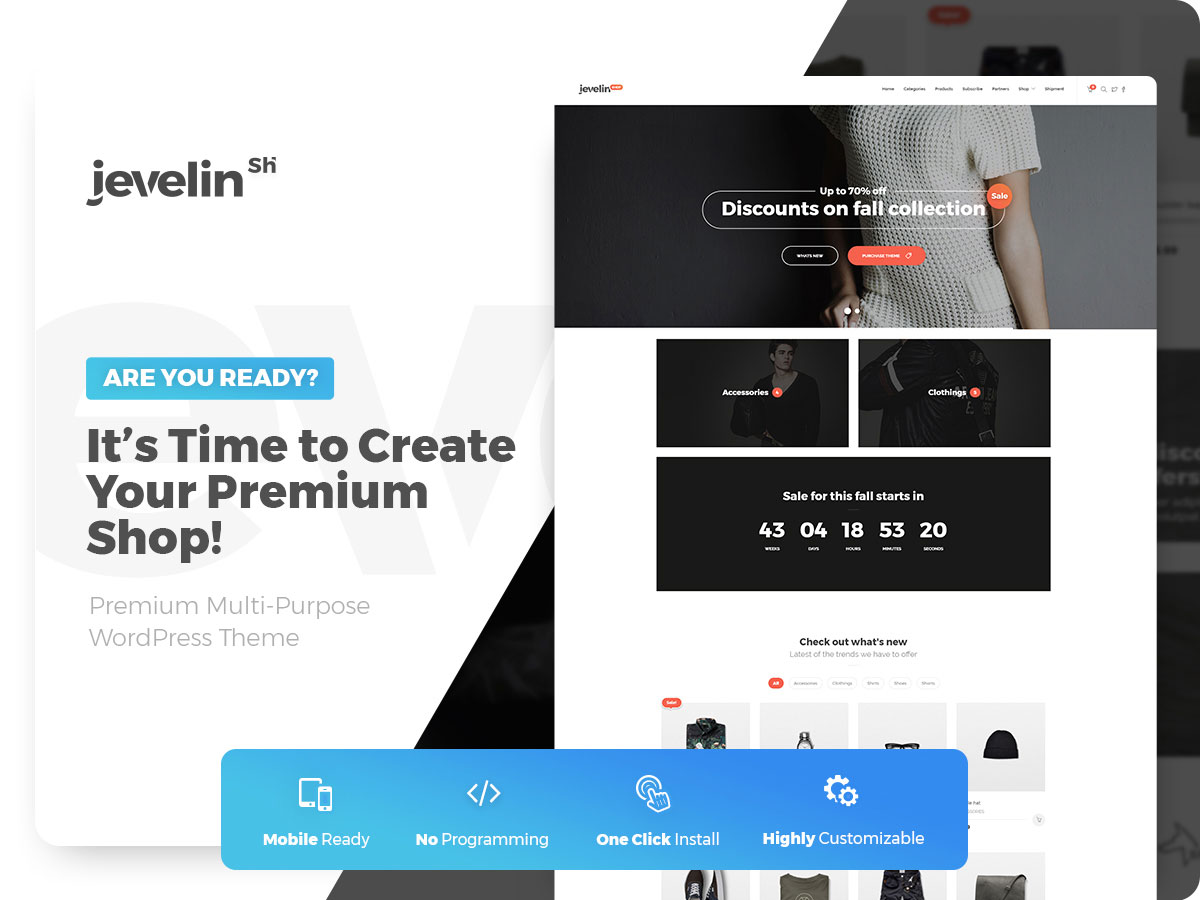 jevelin Sh
ARE YOU READY?
It’s Time to Create
Your Premium
Shop!
Premium Multi-Purpose
WordPress Theme
jevelin
Home Categories Products Subscribe Partners Shop Shipment
Up to 70% off
Discounts on fall collection
Sale
WHATS NEW
PURCHASE THEME
Accessories 4
Clothings
Sale for this fall starts in
43 04 18 53 20
WEEKS DAYS HOURS MINUTES SECONDS
Check out what's new
Latest of the trends we have to offer
All Accessories Clothings Shirts Shoes Shorts
Sale!
Mobile Ready
No Programming
One Click Install
Highly Customizable